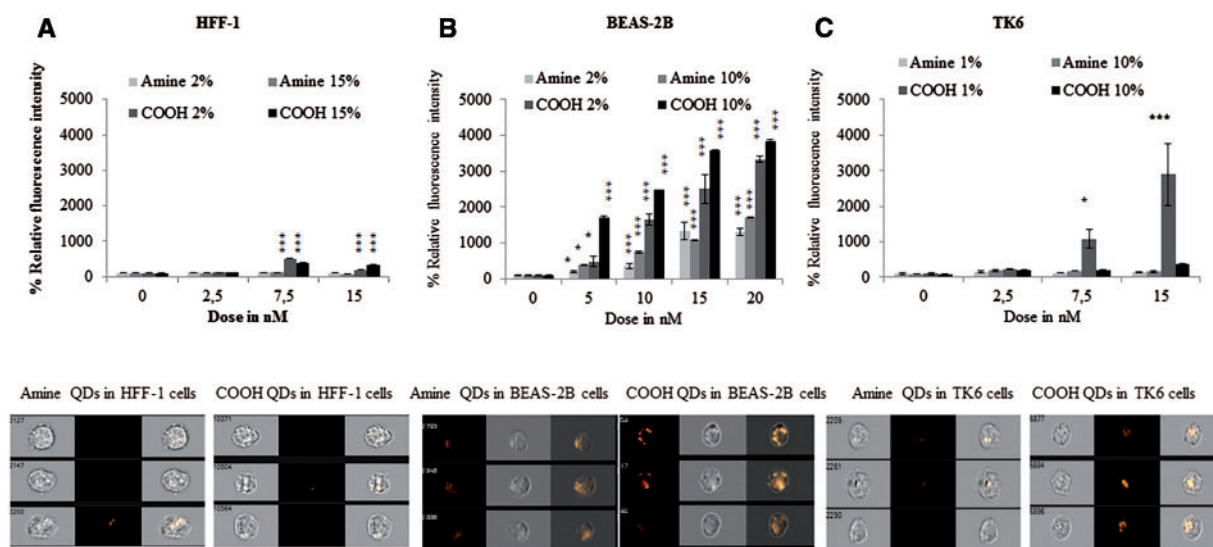 A HFF-1
Amine 2% Amine 15%
COOH 2% COOH 15%
% Relative fluorescence intensity
5000
4000
3000
2000
1000
0
*** *** *** ***
0 2,5 7,5 15
Dose in nM
B BEAS-2B
Amine 2% Amine 10%
COOH 2% COOH 10%
% Relative fluorescence intensity
5000
4000
3000
2000
1000
0
* * * *** *** *** *** *** *** *** *** *** *** *** ***
0 5 10 15 20
Dose in nM
C TK6
Amine 1% Amine 10%
COOH 1% COOH 10%
% Relative fluorescence intensity
5000
4000
3000
2000
1000
0
* ***
0 2,5 7,5 15
Dose in nM
Amine QDs in HFF-1 cells
2127
2147
COOH QDs in HFF-1 cells
10504
10564
Amine QDs in BEAS-2B cells
COOH QDs in BEAS-2B cells
Amine QDs in TK6 cells
2261
COOH QDs in TK6 cells